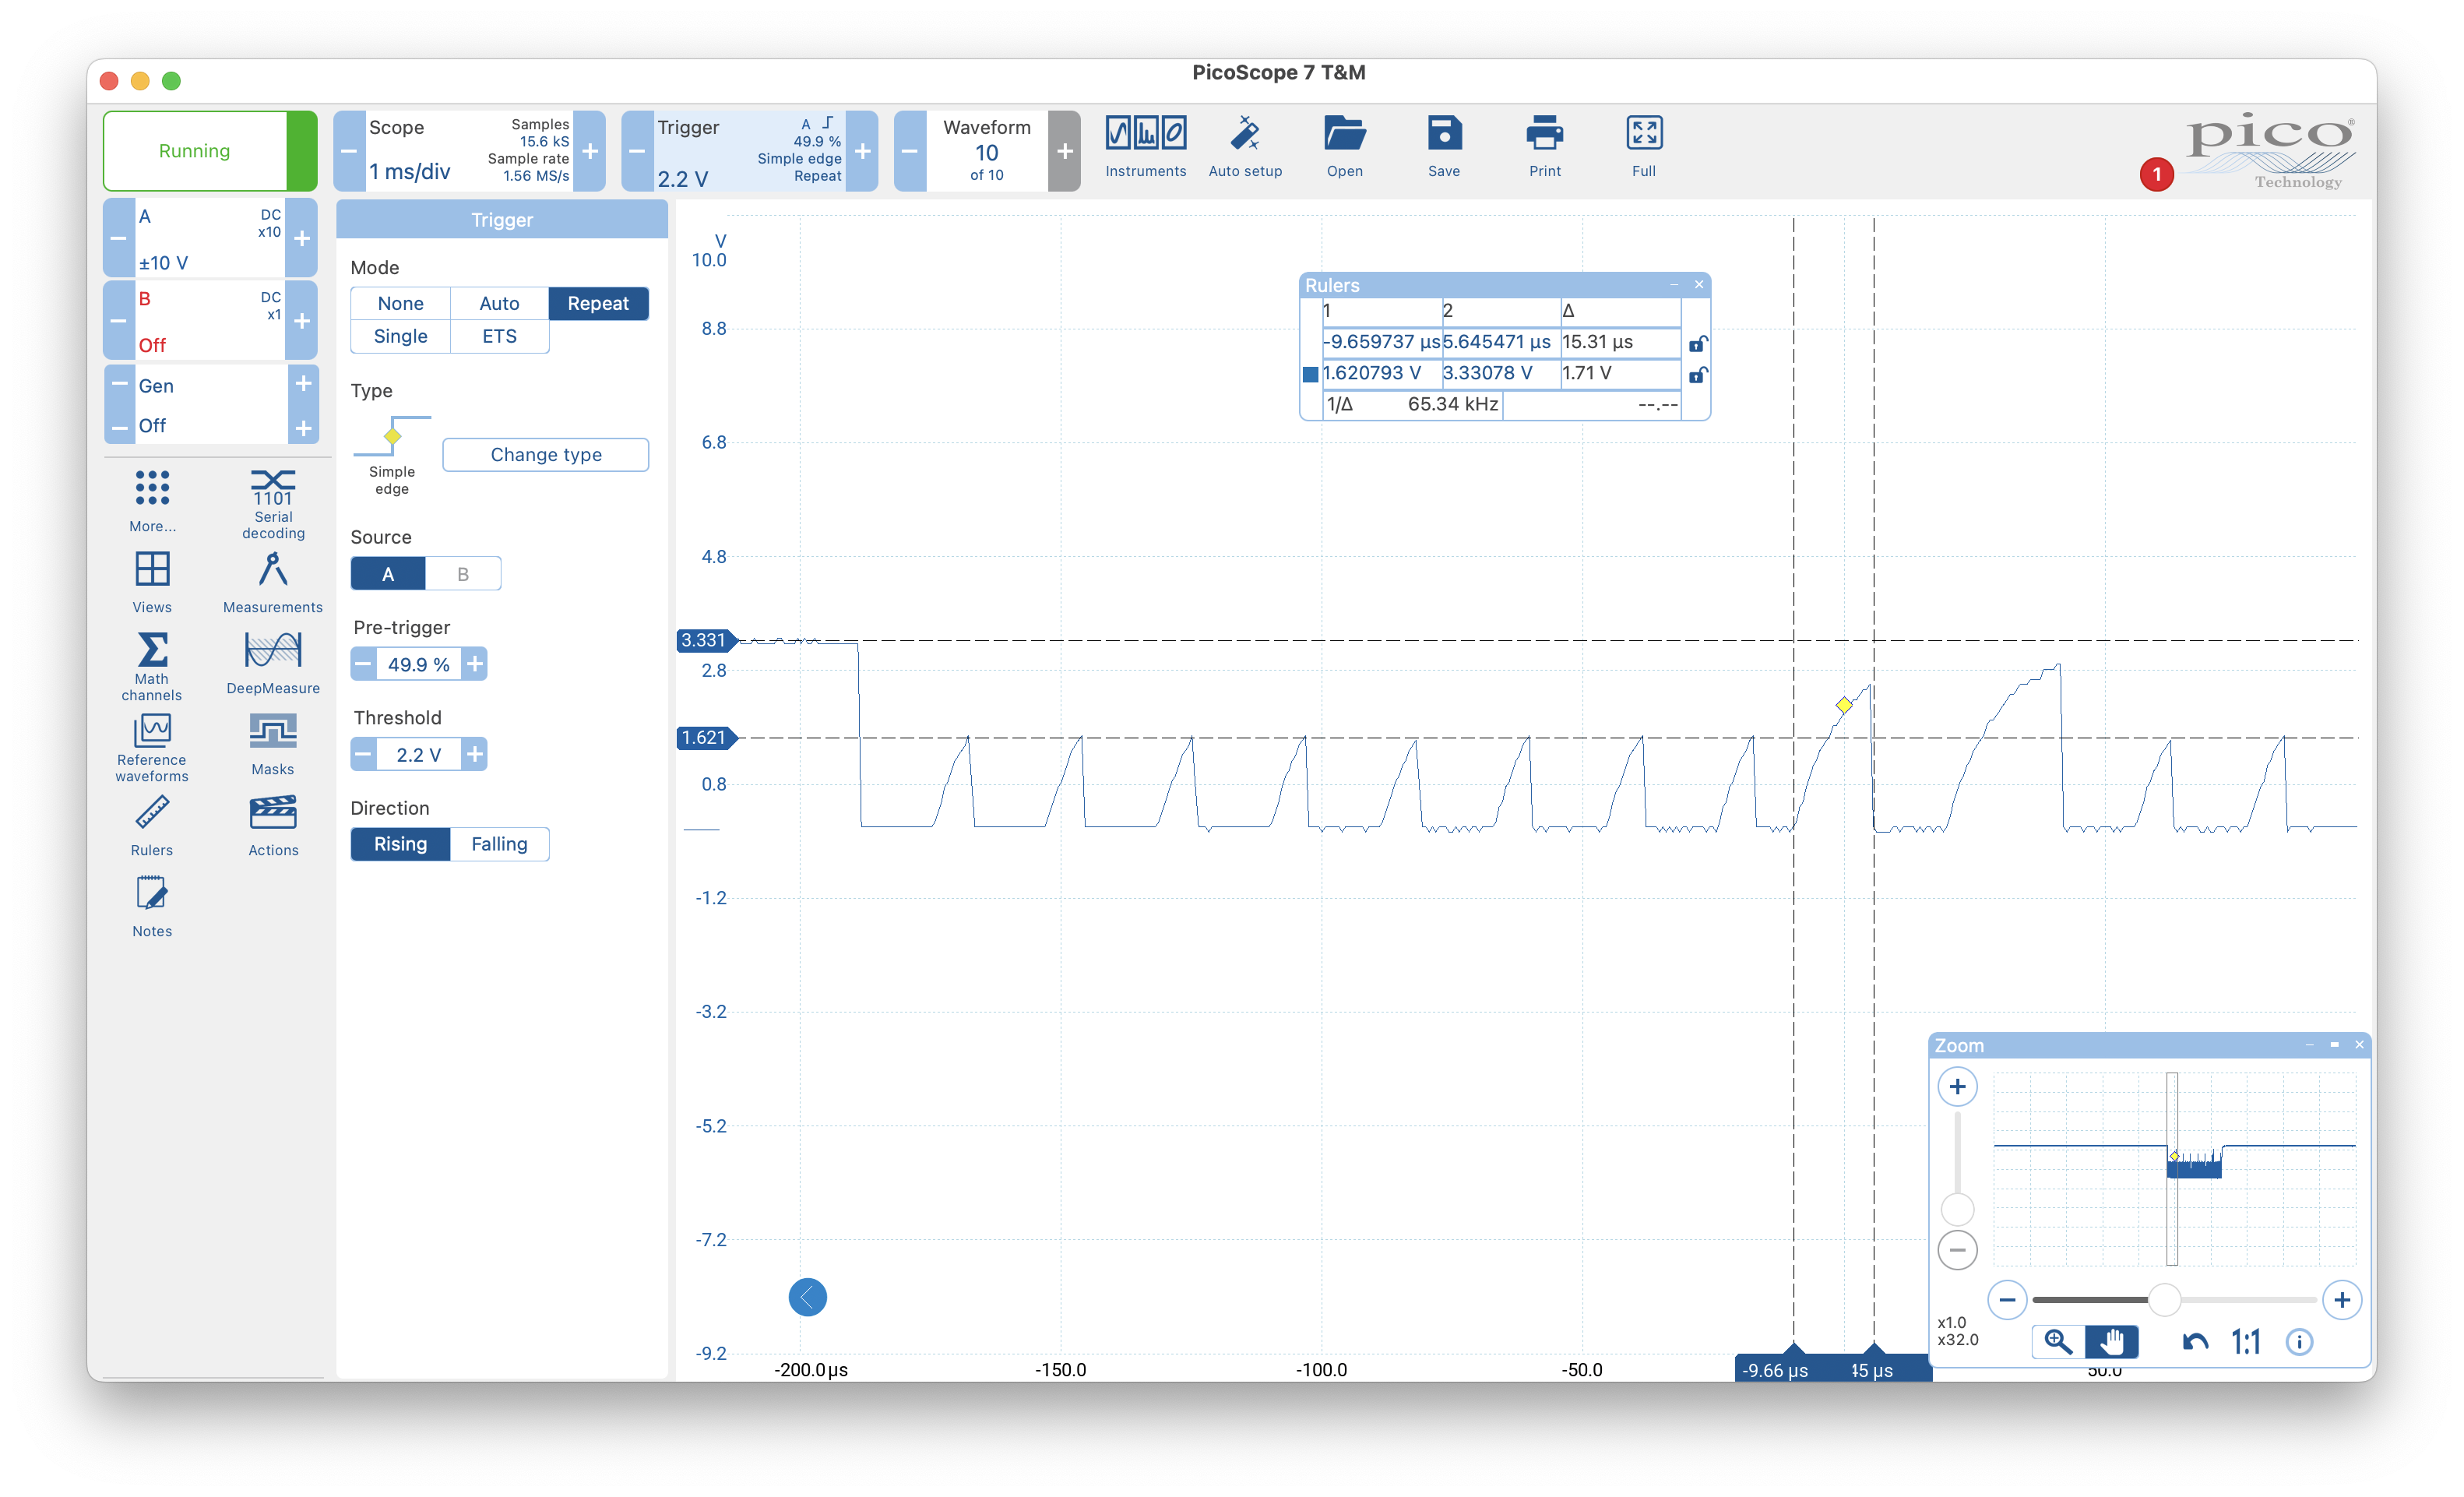 PicoScope 7 T&M
Running
Scope
1 ms/div
Samples
15.6 kS
Sample rate
1.56 MS/s
Trigger
2.2 V
A
49.9 %
Simple edge
Repeat
Waveform
10
of 10
Instruments
Auto setup
Open
Save
Print
Full
1
pico®
Technology
A
DC
x10
±10 V
B
DC
x1
Off
Gen
Off
More...
1101
Serial
decoding
Views
Measurements
Math
channels
DeepMeasure
Reference
waveforms
Masks
Rulers
Actions
Notes
Trigger
Mode
None Auto Repeat
Single ETS
Type
Simple
edge
Change type
Source
A B
Pre-trigger
49.9 %
Threshold
2.2 V
Direction
Rising Falling
V
10.0
8.8
6.8
4.8
3.331
2.8
1.621
0.8
-1.2
-3.2
-5.2
-7.2
-9.2
-200.0 µs
-150.0
-100.0
-50.0
-9.66 µs
45 µs
50.0
Rulers
1 2 Δ
-9.659737 µs 5.645471 µs 15.31 µs
1.620793 V 3.33078 V 1.71 V
1/Δ 65.34 kHz --.--
Zoom
x1.0
x32.0
1:1